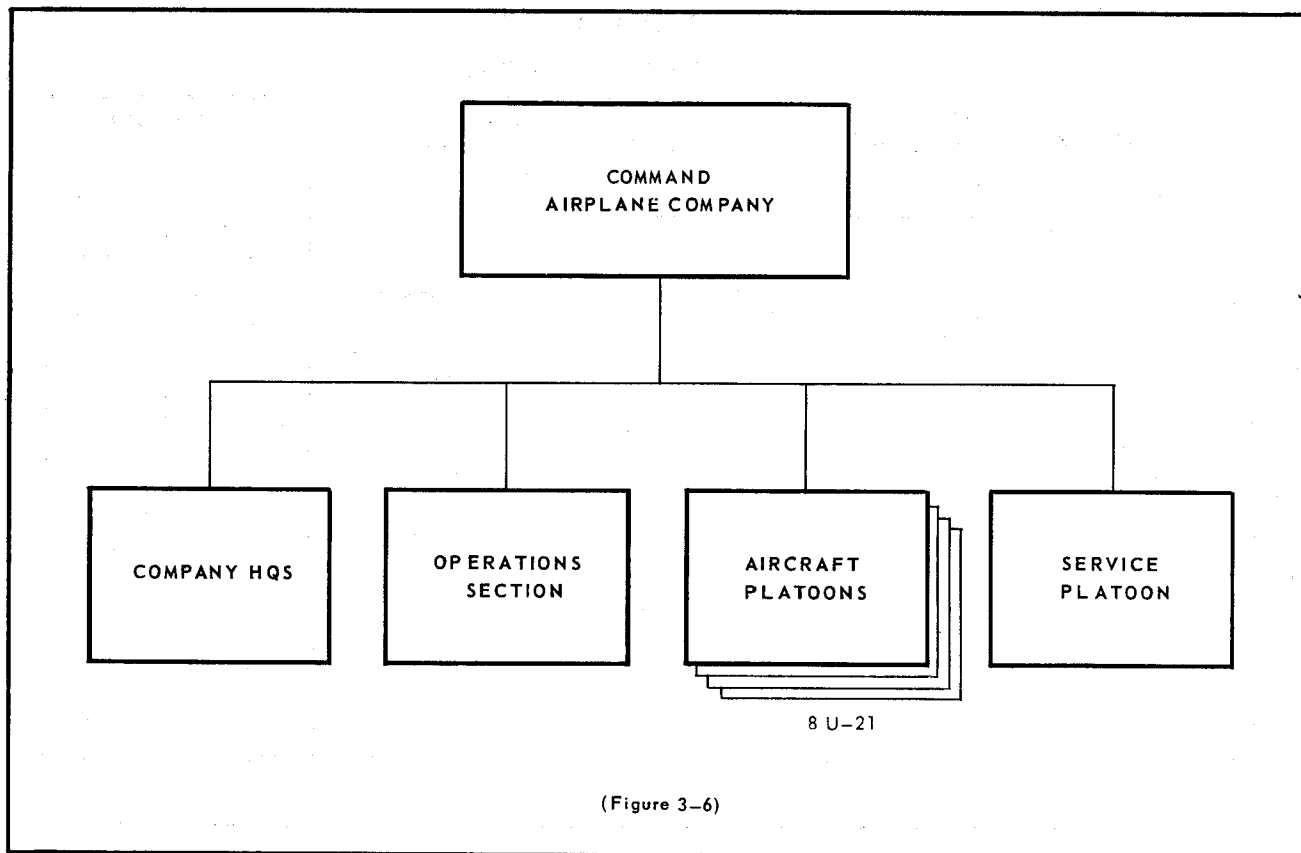 COMMAND
AIRPLANE COMPANY
COMPANY HQS
OPERATIONS
SECTION
AIRCRAFT
PLATOONS
SERVICE
PLATOON
8 U–21
(Figure 3–6)